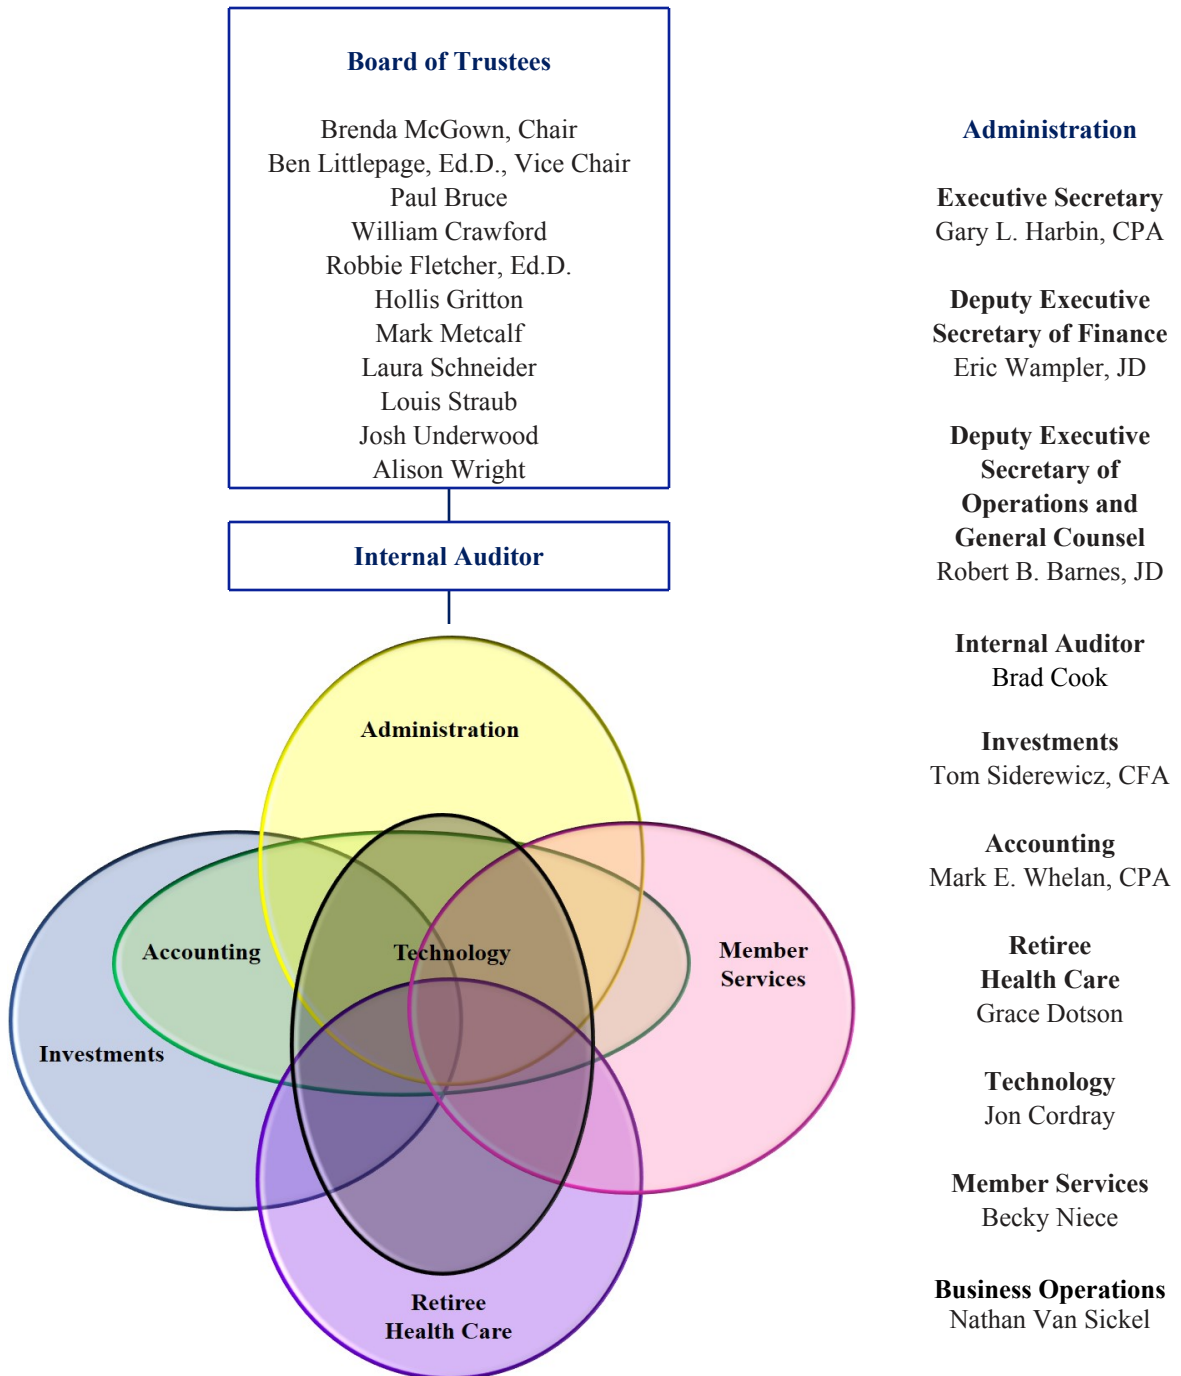 Board of Trustees
Brenda McGown, Chair
Ben Littlepage, Ed.D., Vice Chair
Paul Bruce
William Crawford
Robbie Fletcher, Ed.D.
Hollis Gritton
Mark Metcalf
Laura Schneider
Louis Straub
Josh Underwood
Alison Wright
Internal Auditor
Administration
Accounting
Technology
Member
Services
Investments
Retiree
Health Care
Administration
Executive Secretary
Gary L. Harbin, CPA
Deputy Executive
Secretary of Finance
Eric Wampler, JD
Deputy Executive
Secretary of
Operations and
General Counsel
Robert B. Barnes, JD
Internal Auditor
Brad Cook
Investments
Tom Siderewicz, CFA
Accounting
Mark E. Whelan, CPA
Retiree
Health Care
Grace Dotson
Technology
Jon Cordray
Member Services
Becky Niece
Business Operations
Nathan Van Sickel